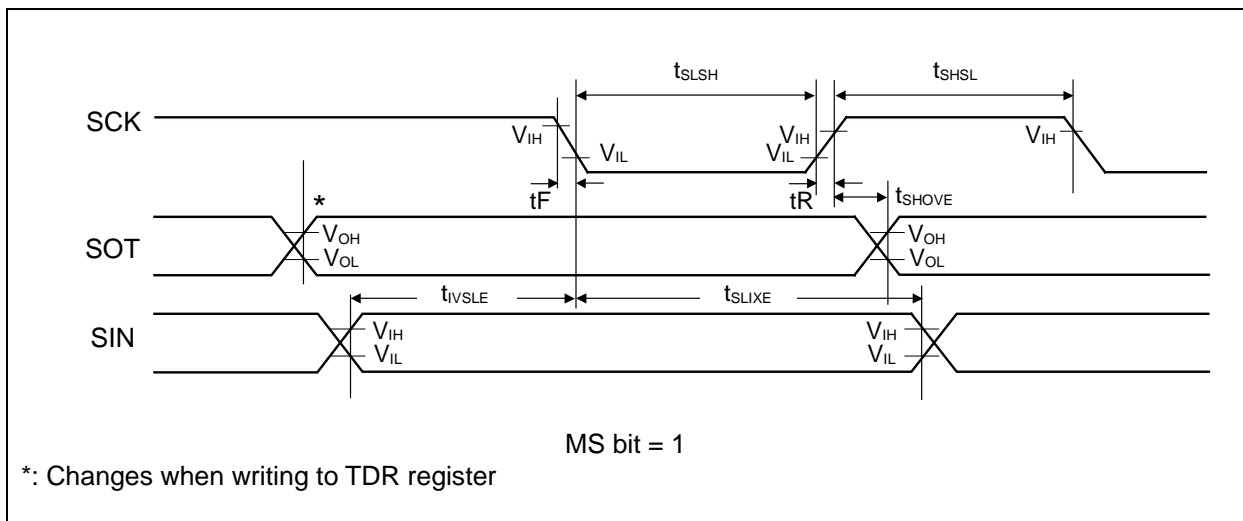 tSLSH
tSHSL
SCK
VIH
VIL
VIH
VIL
VIH
tF
tR
tSHOVE
*
SOT
VOH
VOL
VOH
VOL
tIVSLE
tSLIXE
SIN
VIH
VIL
VIH
VIL
MS bit = 1
*: Changes when writing to TDR register